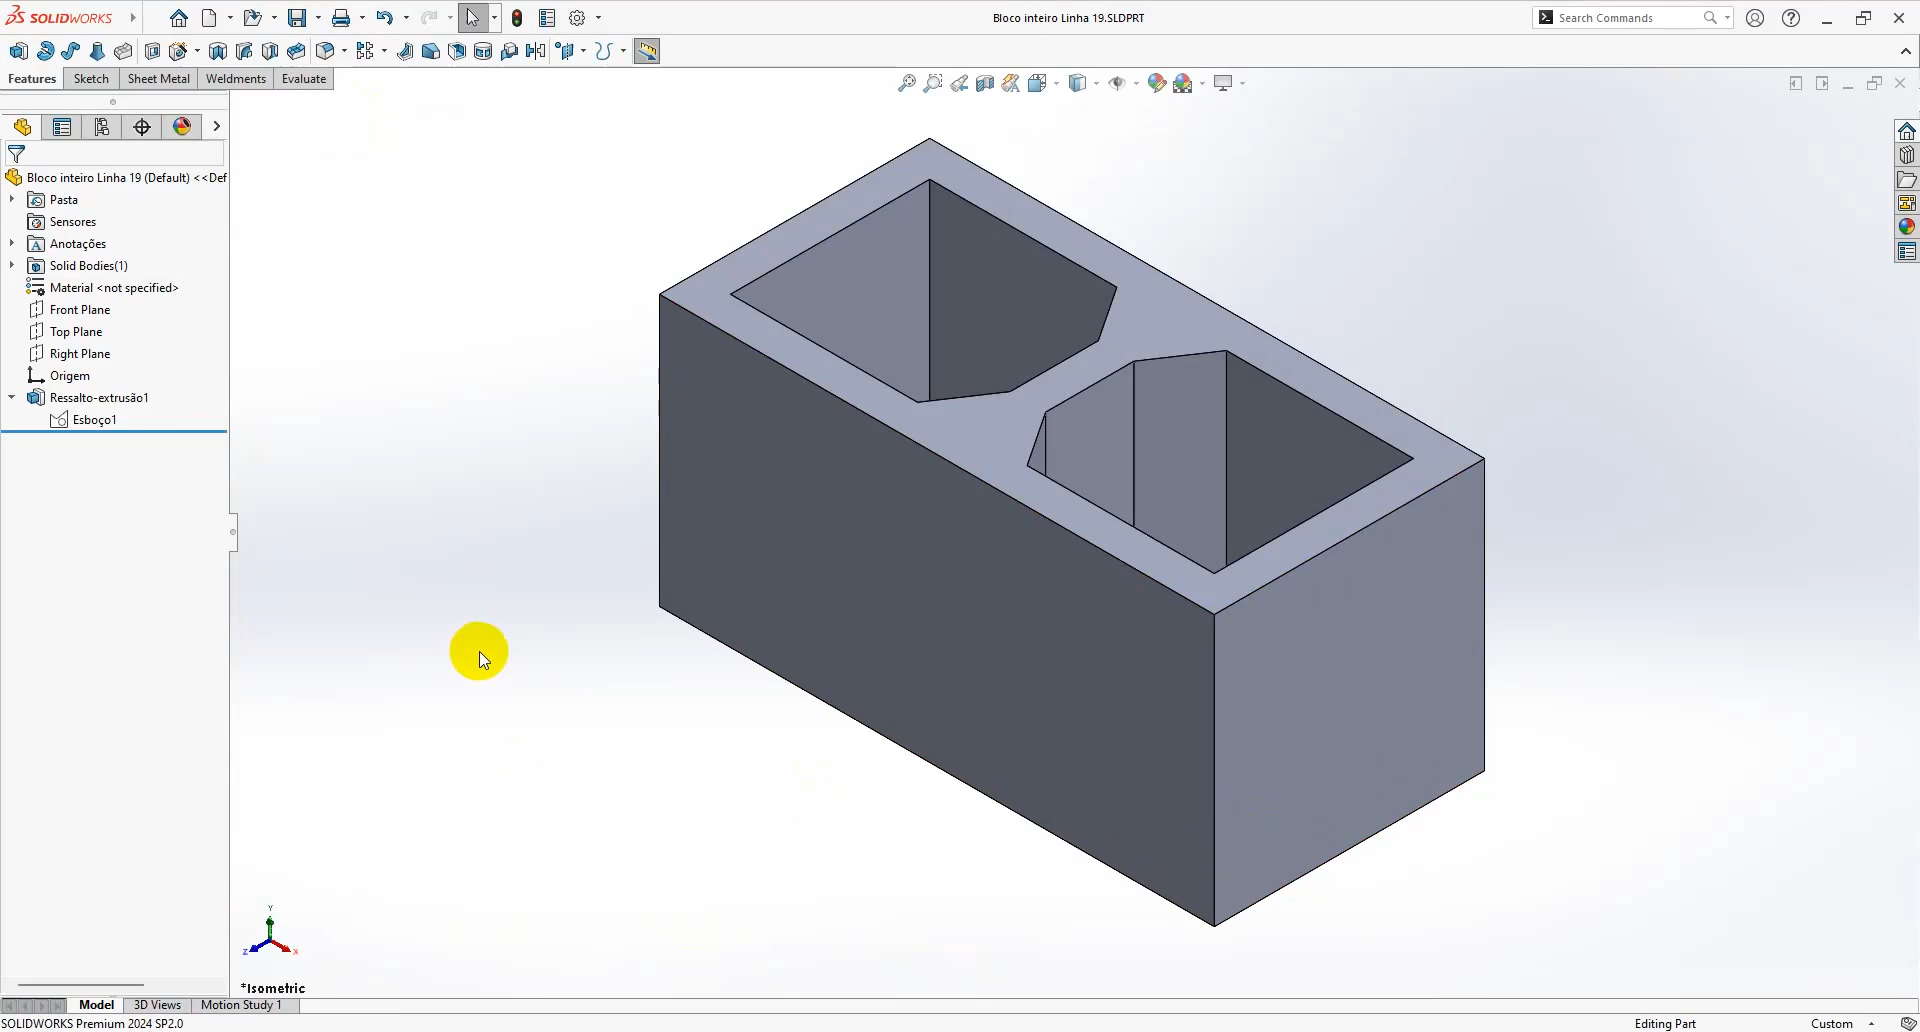 SOLIDWORKS
Bloco inteiro Linha 19.SLDPRT
Search Commands
Features
Sketch
Sheet Metal
Weldments
Evaluate
Bloco inteiro Linha 19 (Default) <<Def
Pasta
Sensores
Anotações
Solid Bodies(1)
Material <not specified>
Front Plane
Top Plane
Right Plane
Origem
Ressalto-extrusão1
Esboço1
Y
Z
X
*Isometric
Model
3D Views
Motion Study 1
SOLIDWORKS Premium 2024 SP2.0
Editing Part
Custom